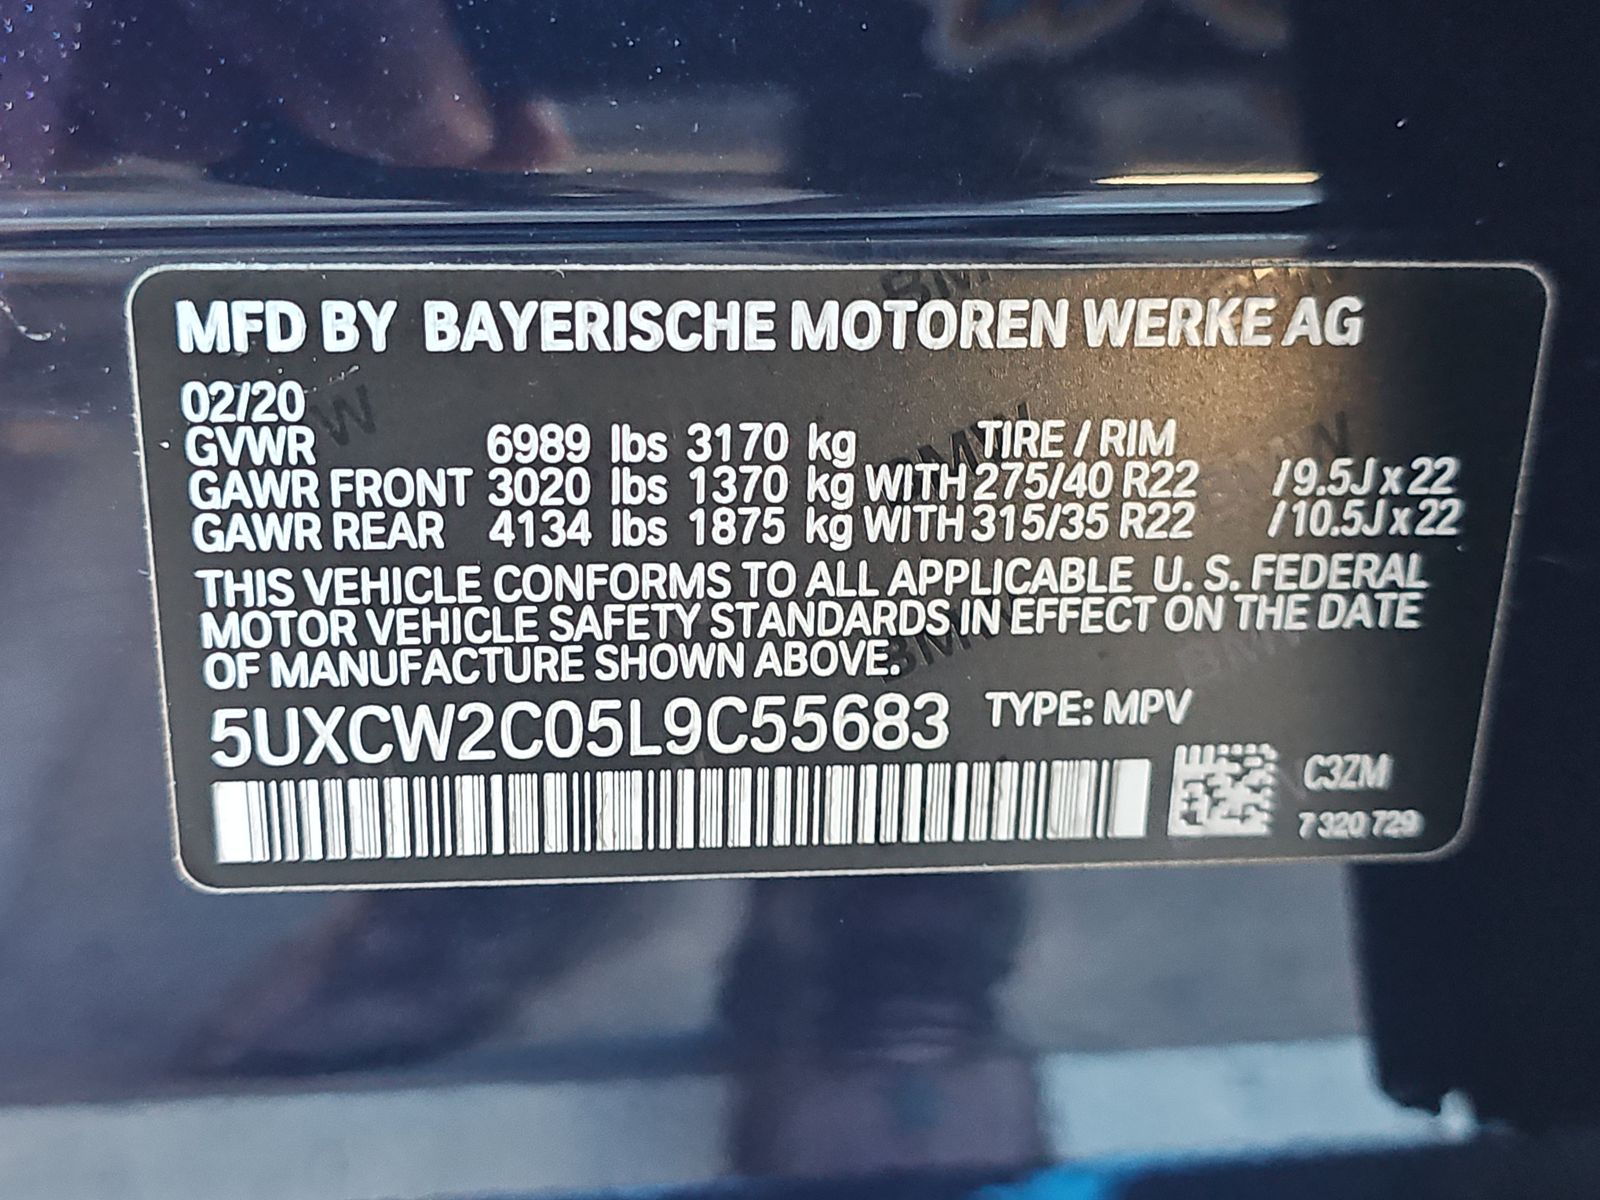 MFD BY BAYERISCHE MOTOREN WERKE AG
02/20
GVWR 6989 lbs 3170 kg TIRE / RIM
GAWR FRONT 3020 lbs 1370 kg WITH 275/40 R22 /9.5J x 22
GAWR REAR 4134 lbs 1875 kg WITH 315/35 R22 /10.5J x 22
THIS VEHICLE CONFORMS TO ALL APPLICABLE U. S. FEDERAL
MOTOR VEHICLE SAFETY STANDARDS IN EFFECT ON THE DATE
OF MANUFACTURE SHOWN ABOVE.
5UXCW2C05L9C55683 TYPE: MPV
C3ZM
7 320 729